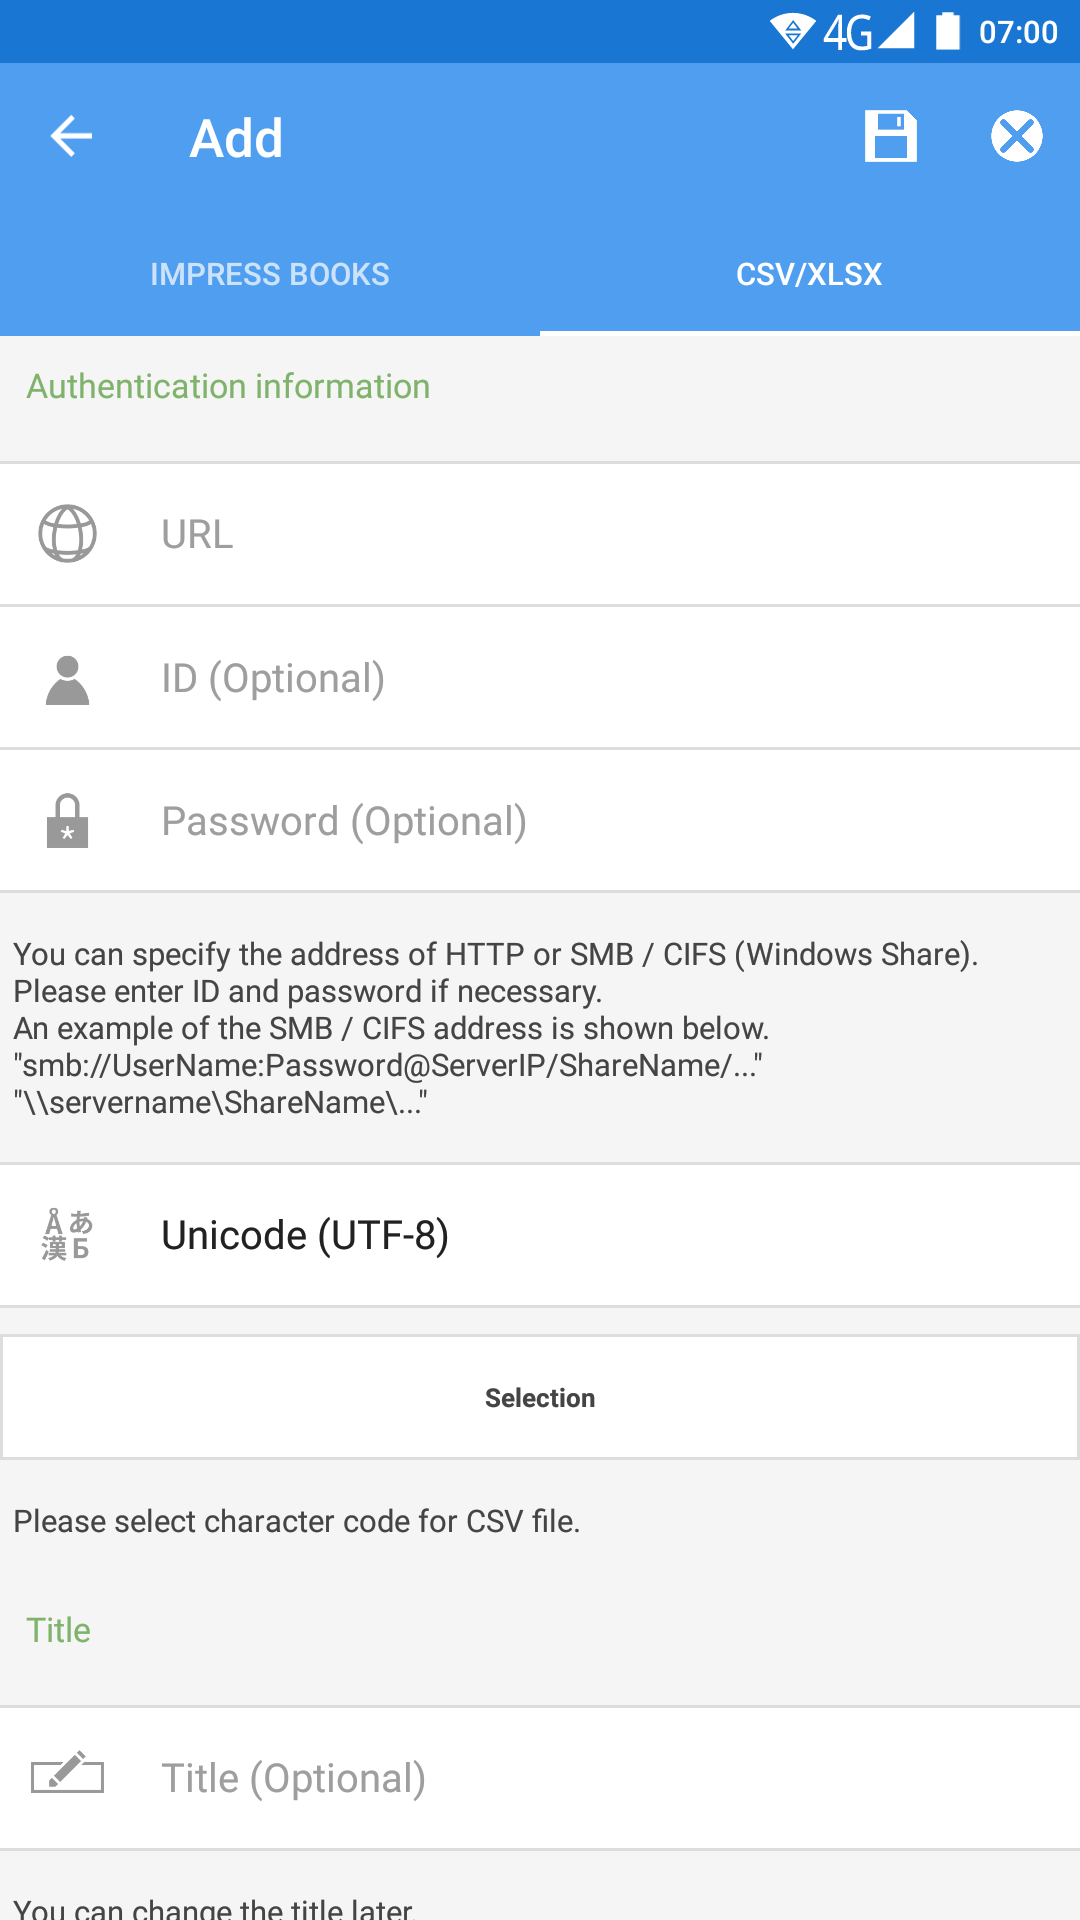 4G 07:00
Add
IMPRESS BOOKS CSV/XLSX
Authentication information
URL
ID (Optional)
Password (Optional)
You can specify the address of HTTP or SMB / CIFS (Windows Share).
Please enter ID and password if necessary.
An example of the SMB / CIFS address is shown below.
"smb://UserName:Password@ServerIP/ShareName/..."
"\\servername\ShareName\..."
Åあ
漢Б
Unicode (UTF-8)
Selection
Please select character code for CSV file.
Title
Title (Optional)
You can change the title later.